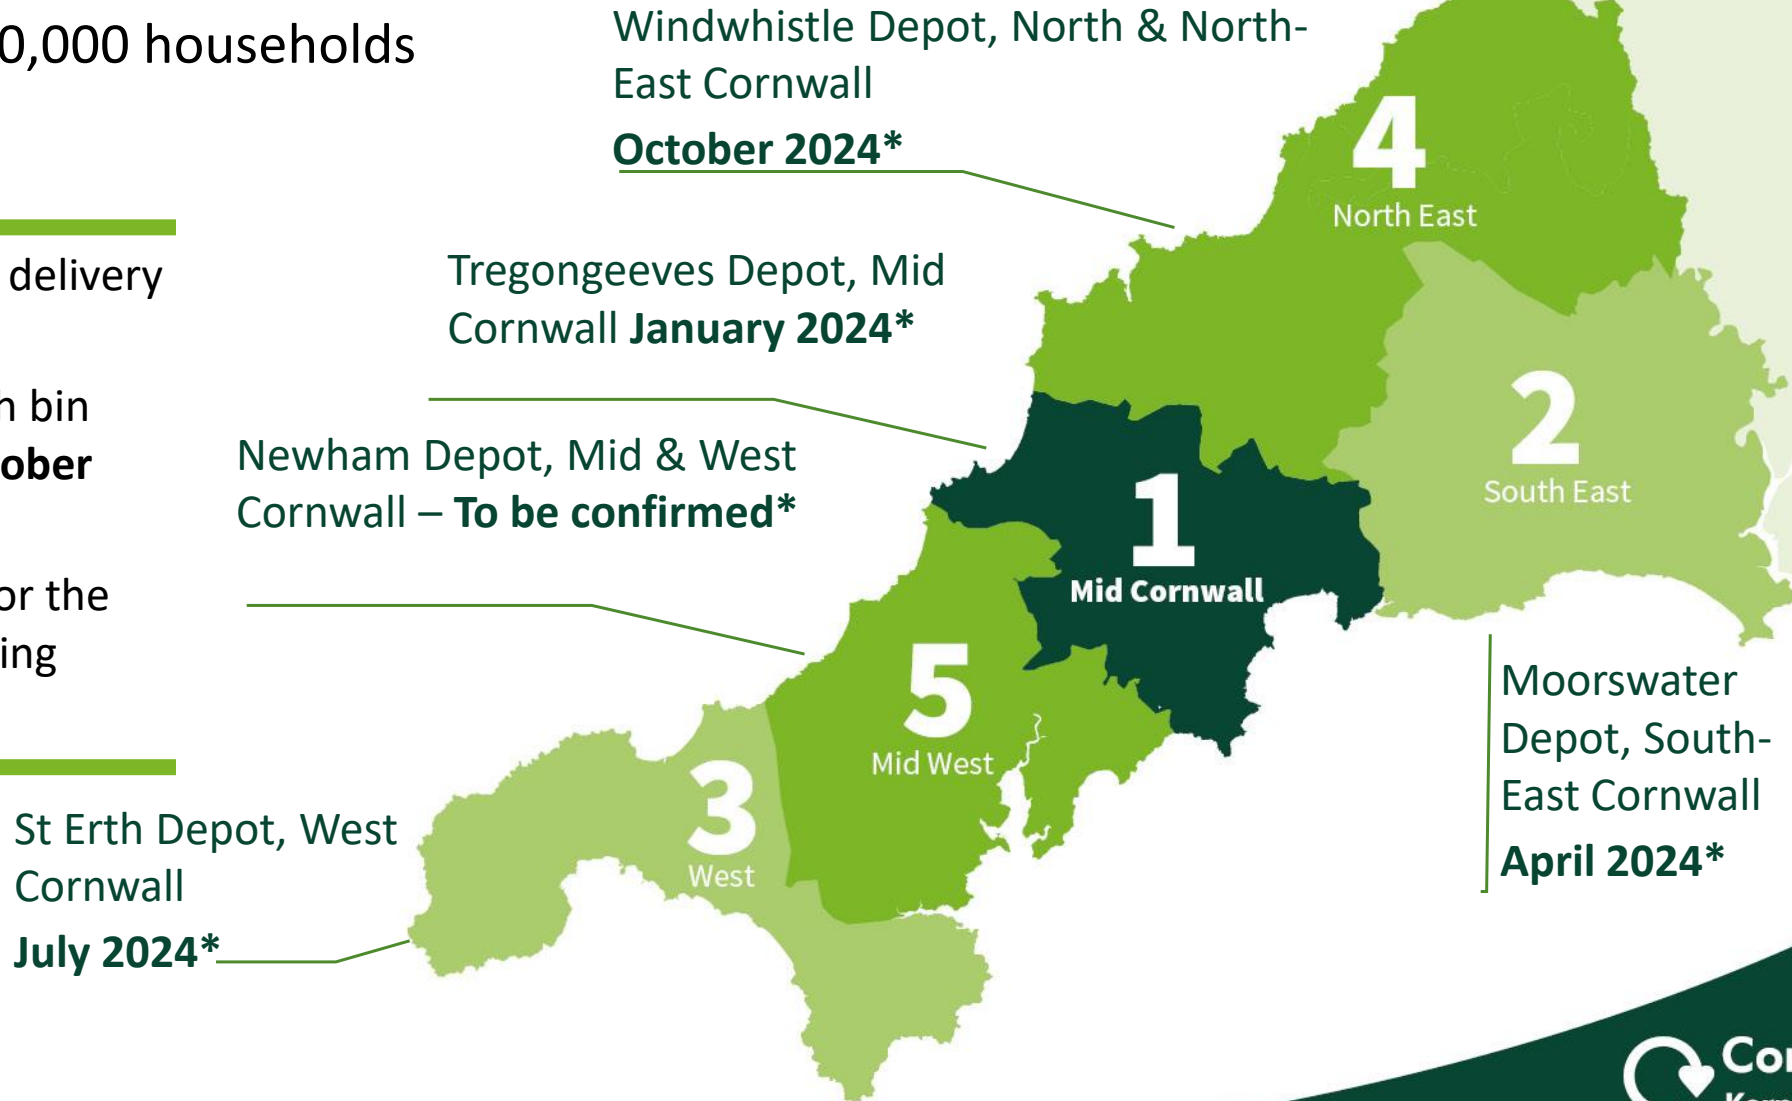 0,000 households
delivery
h bin
ober
or the
ing
Windwhistle Depot, North & North-
East Cornwall
October 2024*
Tregongeeves Depot, Mid
Cornwall January 2024*
Newham Depot, Mid & West
Cornwall – To be confirmed*
St Erth Depot, West
Cornwall
July 2024*
Moorswater
Depot, South-
East Cornwall
April 2024*
4
North East
2
South East
1
Mid Cornwall
5
Mid West
3
West
Cor